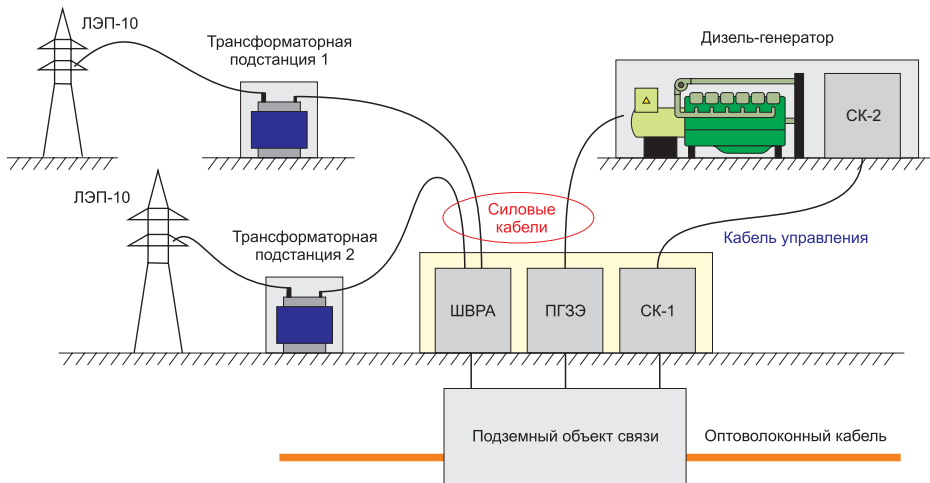 ЛЭП-10
Трансформаторная
подстанция 1
Дизель-генератор
СК-2
ЛЭП-10
Трансформаторная
подстанция 2
Силовые
кабели
Кабель управления
ШВРА
ПГЗЭ
СК-1
Подземный объект связи
Оптоволоконный кабель